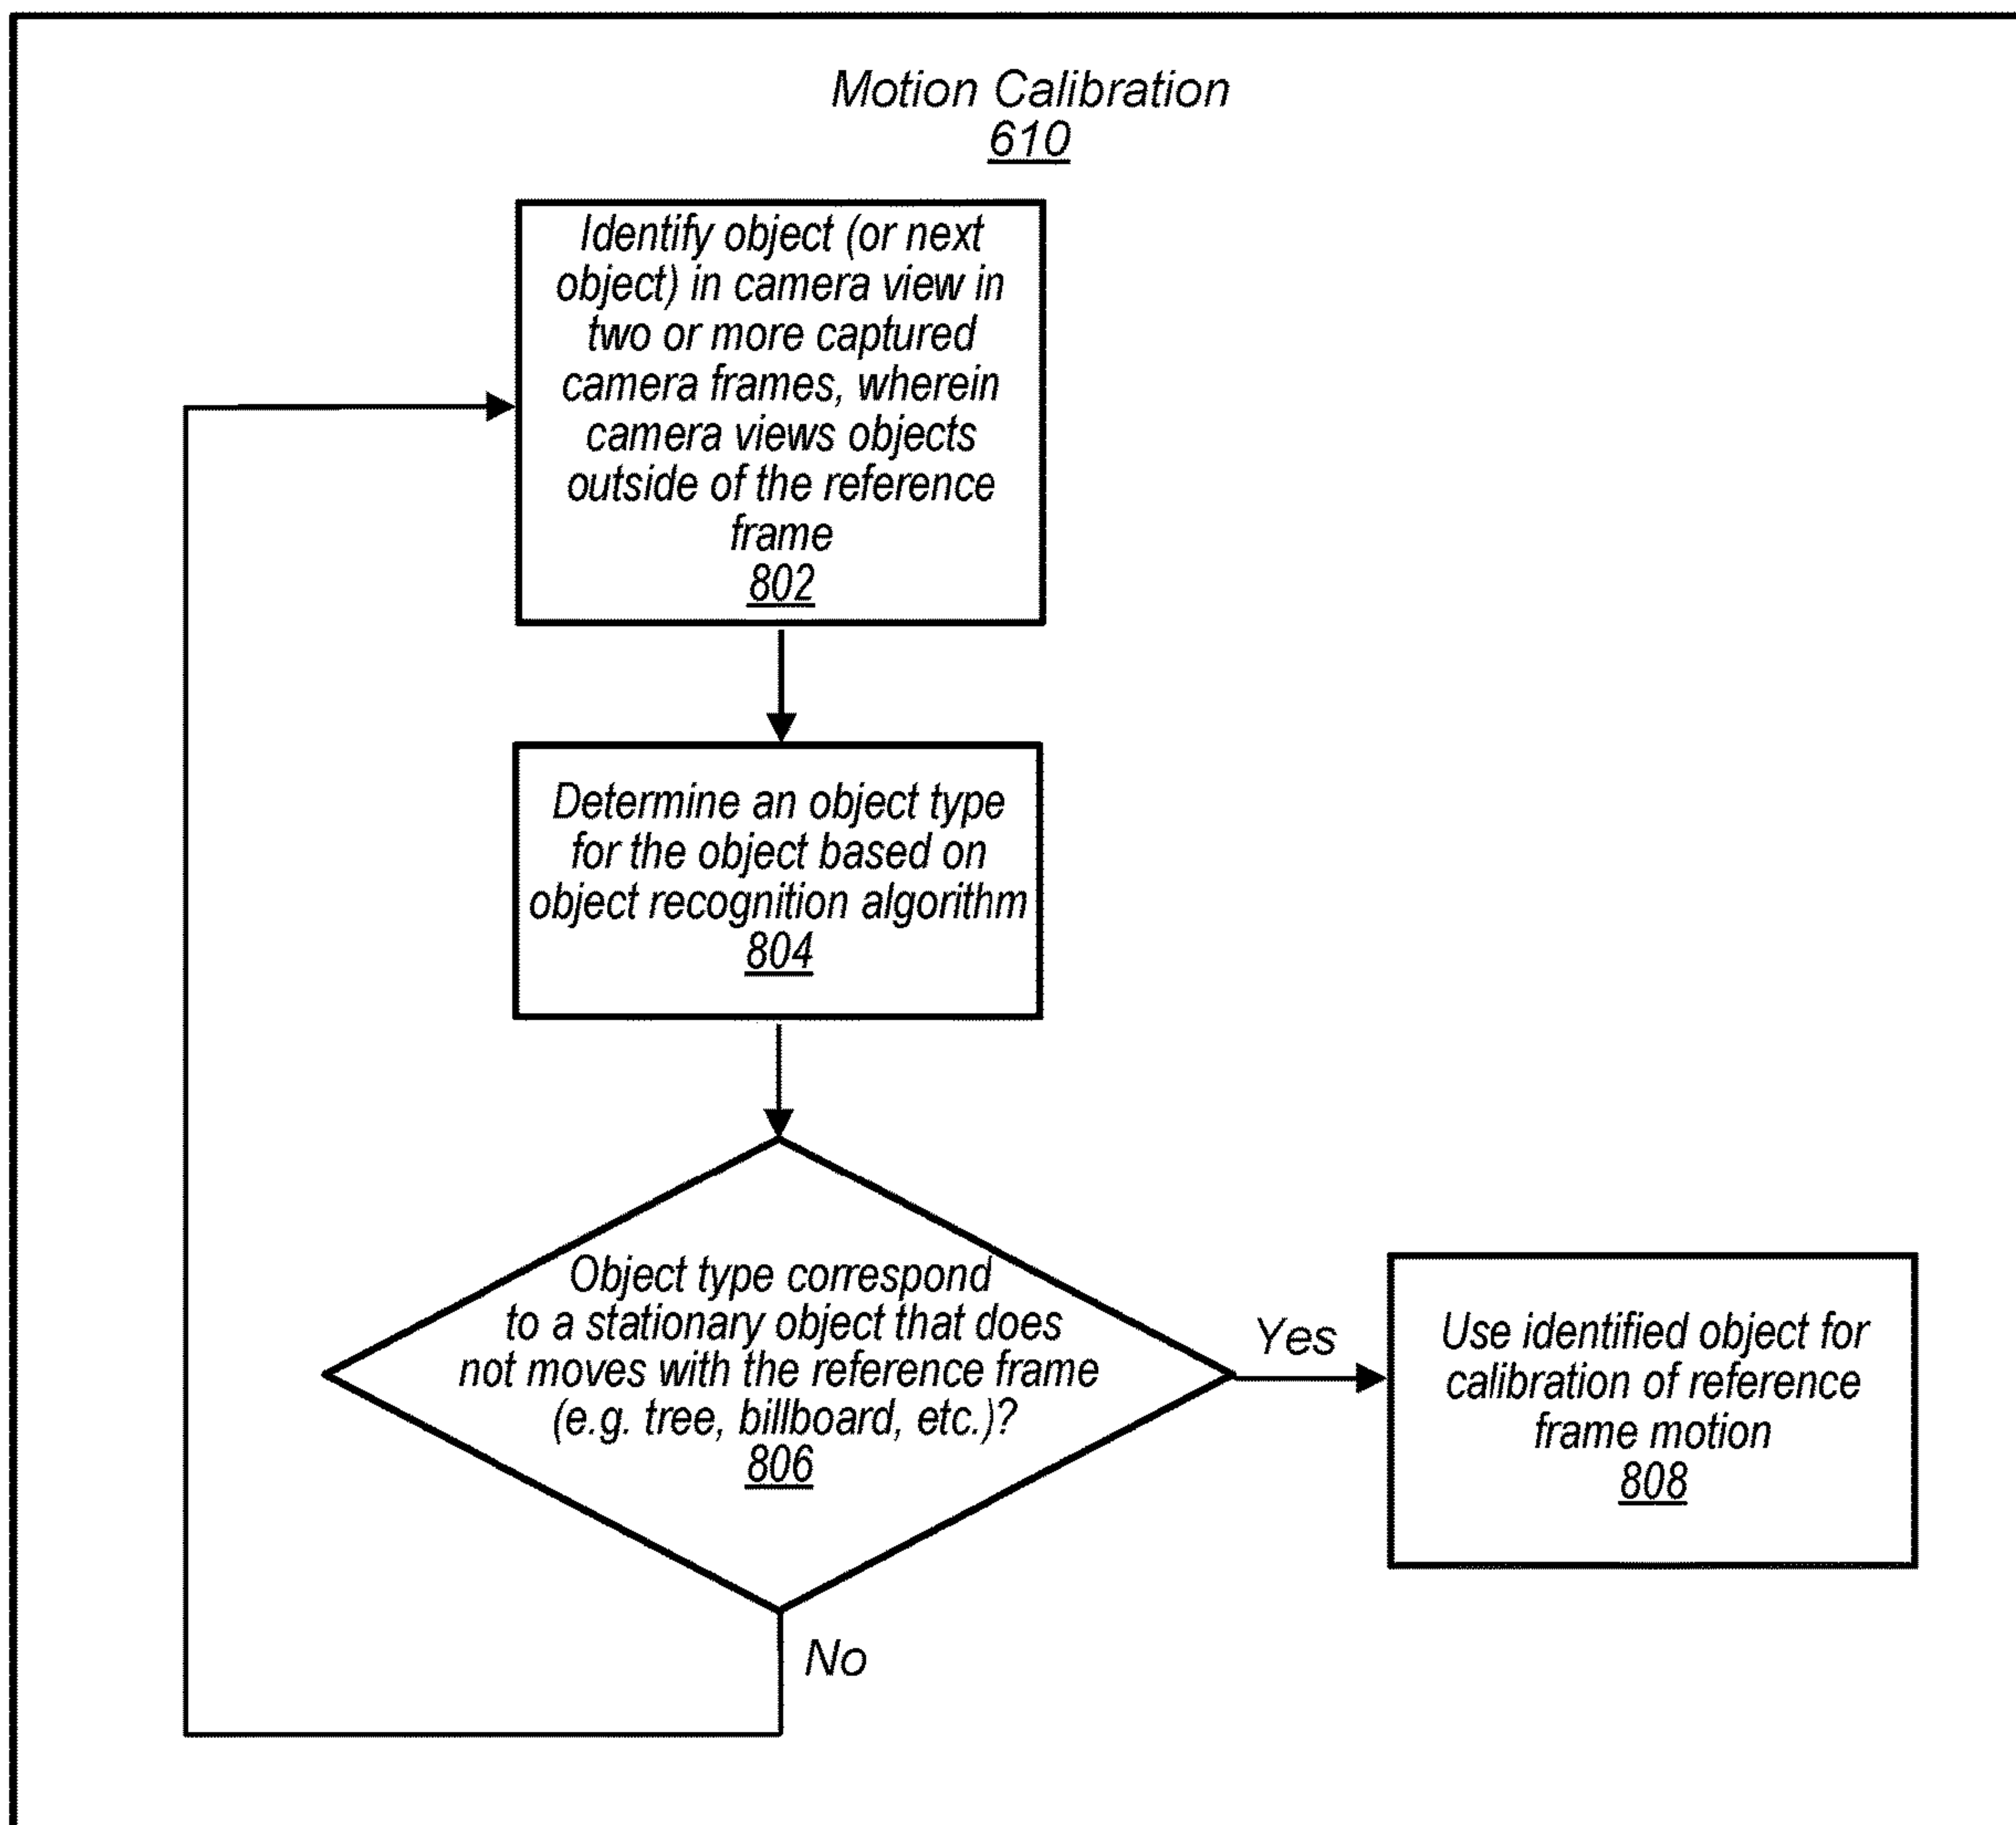 Motion Calibration
610
Identify object (or next
object) in camera view in
two or more captured
camera frames, wherein
camera views objects
outside of the reference
frame
802
Determine an object type
for the object based on
object recognition algorithm
804
Object type correspond
to a stationary object that does
not moves with the reference frame
(e.g. tree, billboard, etc.)?
806
Yes
Use identified object for
calibration of reference
frame motion
808
No